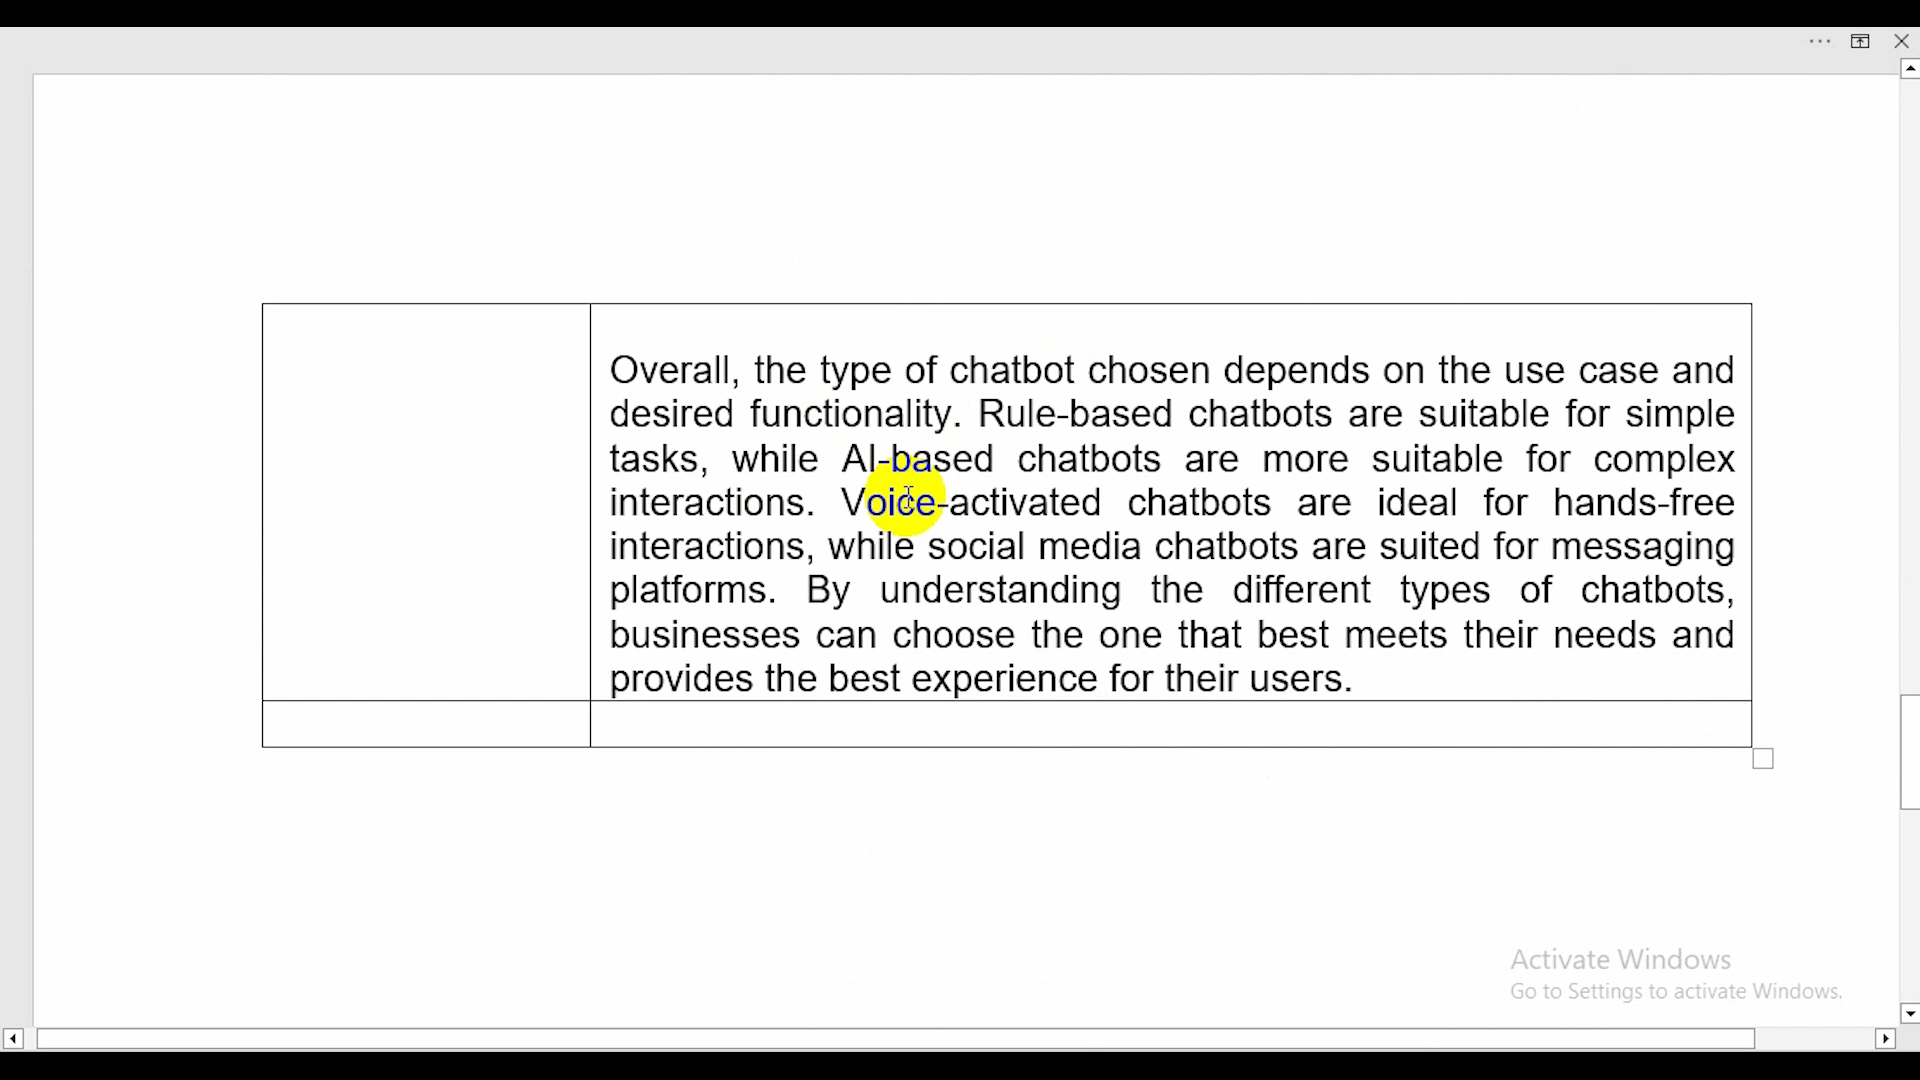 Overall, the type of chatbot chosen depends on the use case and
desired functionality. Rule-based chatbots are suitable for simple
tasks, while AI-based chatbots are more suitable for complex
interactions. Voice-activated chatbots are ideal for hands-free
interactions, while social media chatbots are suited for messaging
platforms. By understanding the different types of chatbots,
businesses can choose the one that best meets their needs and
provides the best experience for their users.
Activate Windows
Go to Settings to activate Windows.